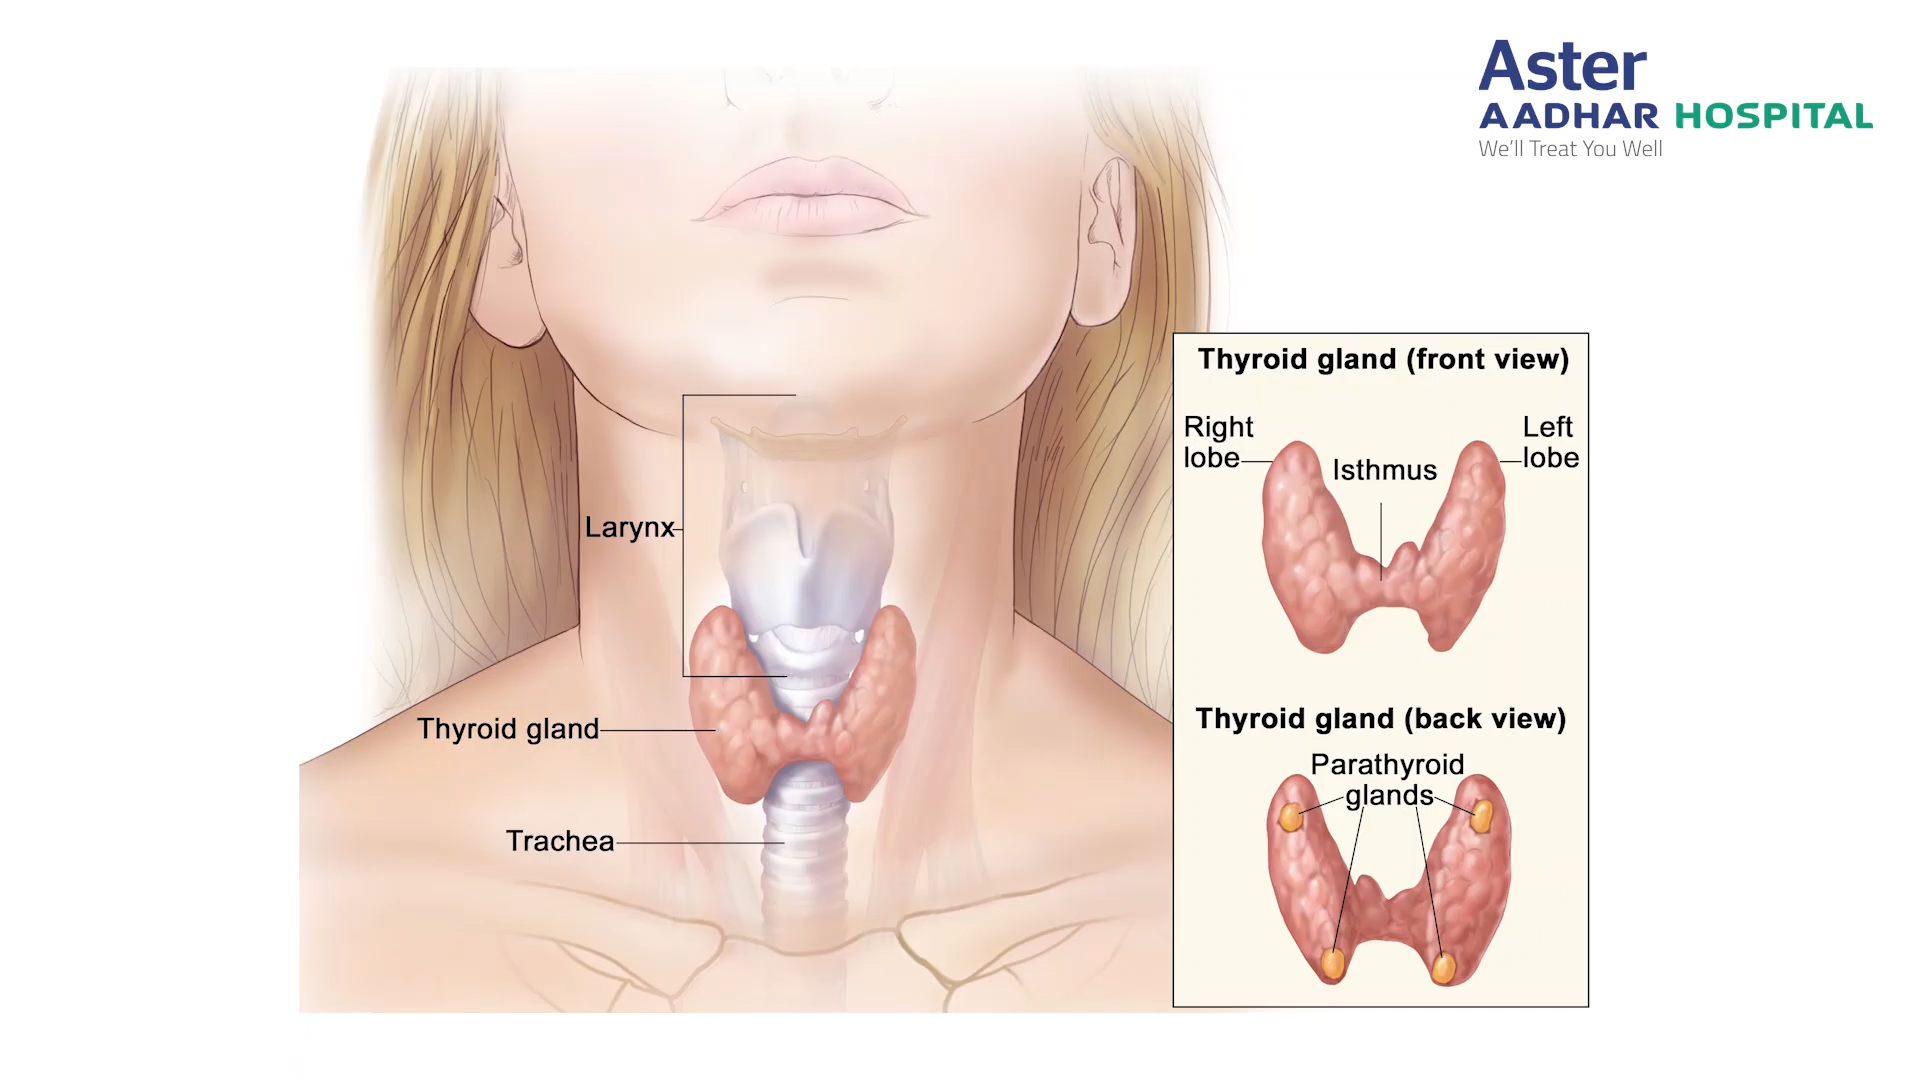 Aster
AADHAR HOSPITAL
We'll Treat You Well
Larynx
Thyroid gland
Trachea
Thyroid gland (front view)
Right
lobe
Isthmus
Left
lobe
Thyroid gland (back view)
Parathyroid
glands